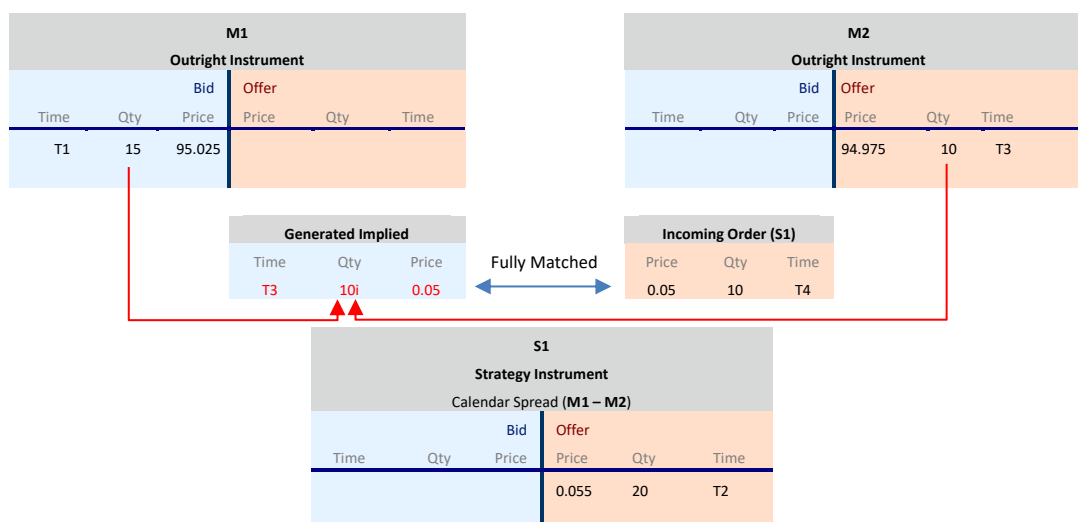 M1
Outright Instrument
Bid Offer
Time Qty Price Price Qty Time
T1 15 95.025
M2
Outright Instrument
Bid Offer
Time Qty Price Price Qty Time
94.975 10 T3
Generated Implied
Time Qty Price
T3 10i 0.05
Fully Matched
Incoming Order (S1)
Price Qty Time
0.05 10 T4
S1
Strategy Instrument
Calendar Spread (M1 – M2)
Bid Offer
Time Qty Price Price Qty Time
0.055 20 T2